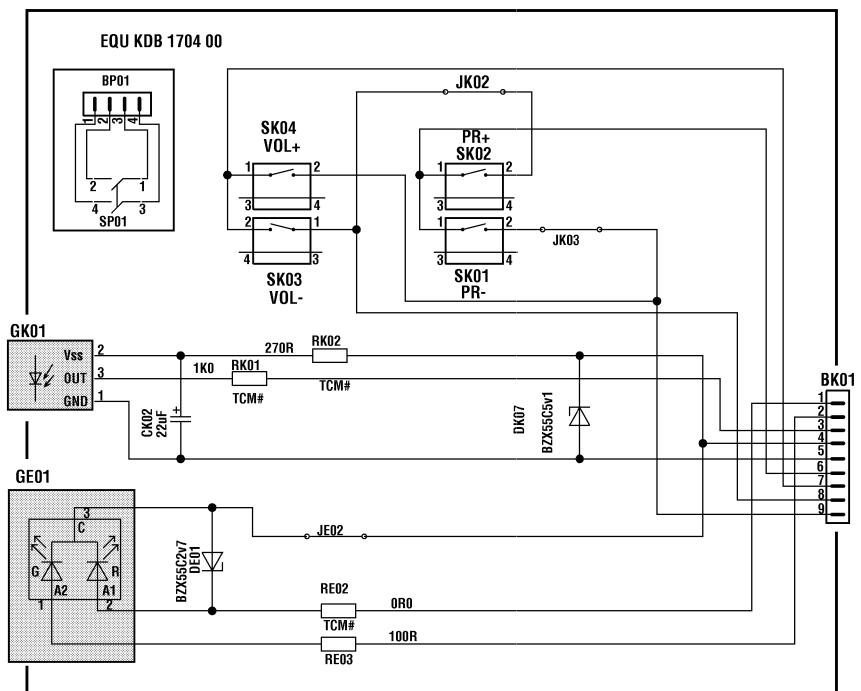 EQU KDB 1704 00
BP01
1 2 3 4
2 1
4 3
SP01
JK02
SK04
VOL+
1 2
3 4
PR+
SK02
1 2
3 4
2 1
4 3
SK03
VOL-
1 2
3 4
SK01
PR-
JK03
GK01
Vss 2
OUT 3
GND 1
270R
RK02
1K0
RK01
TCM#
TCM#
CK02
22uF
+
DK07
BZX55C5v1
BK01
1
2
3
4
5
6
7
8
9
GE01
3
C
G
R
A2
A1
1
2
BZX55C2v7
DE01
JE02
RE02
0R0
TCM#
100R
RE03